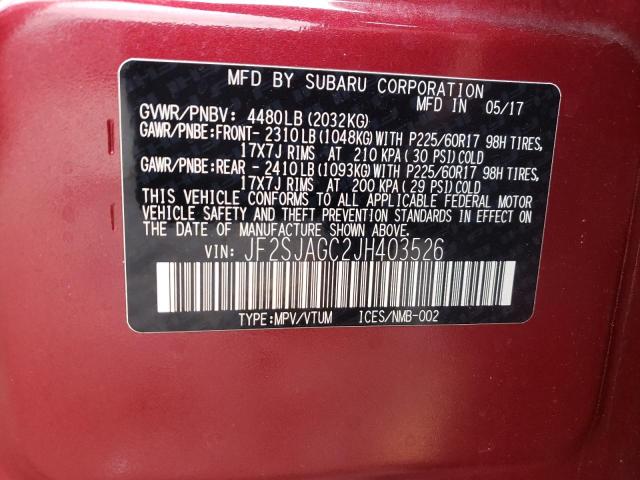 MFD BY SUBARU CORPORATION
MFD IN 05/17
GVWR/PNBV: 4480LB(2032KG)
GAWR/PNBE:FRONT- 2310LB(1048KG)WITH P225/60R17 98H TIRES,
17X7J RIMS AT 210 KPA(30 PSI)COLD
GAWR/PNBE:REAR - 2410LB(1093KG)WITH P225/60R17 98H TIRES,
17X7J RIMS AT 200 KPA(29 PSI)COLD
THIS VEHICLE CONFORMS TO ALL APPLICABLE FEDERAL MOTOR
VEHICLE SAFETY AND THEFT PREVENTION STANDARDS IN EFFECT ON
THE DATE OF MANUFACTURE SHOWN ABOVE.
VIN: JF2SJAGC2JH403526
TYPE:MPV/VTUM ICES/NMB-002